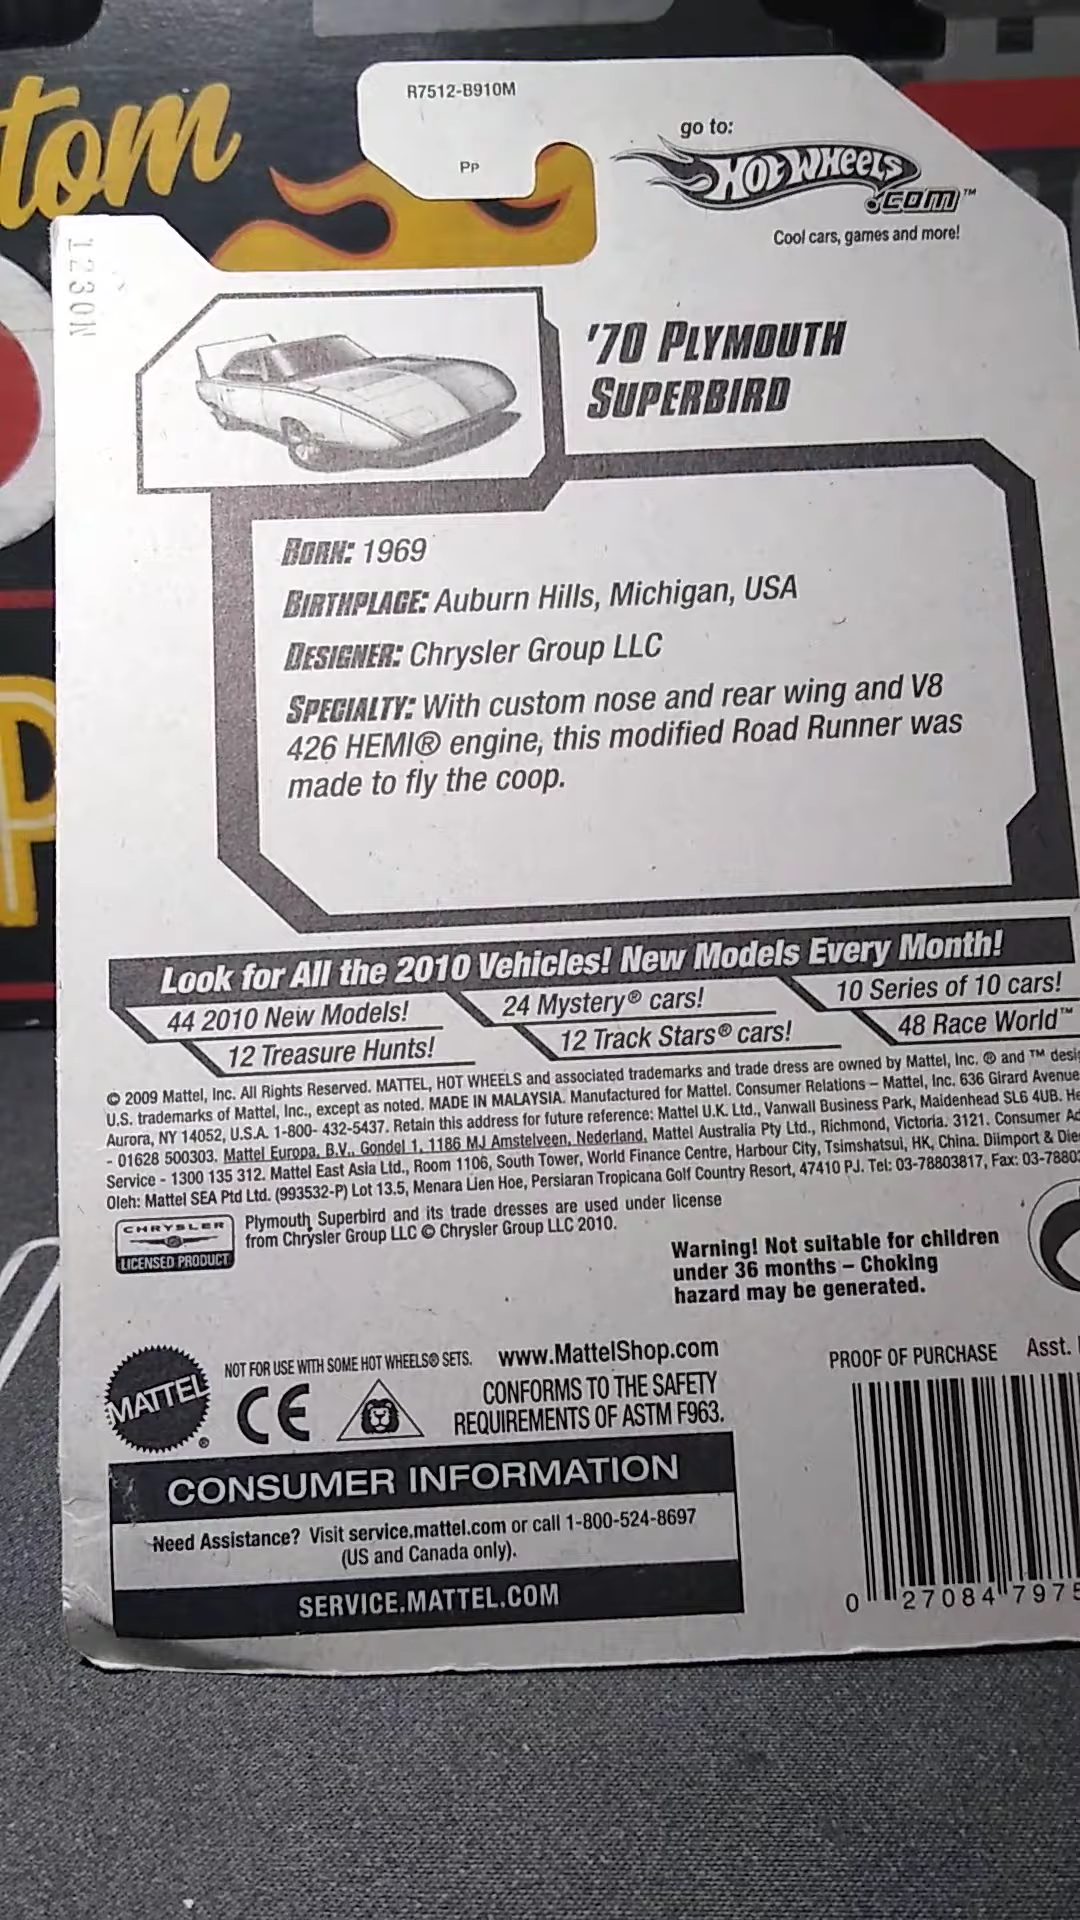 tom
R7512-B910M
PP
go to:
HOT WHEELS
.COM™
Cool cars, games and more!
1230N
'70 PLYMOUTH
SUPERBIRD
BORN: 1969
BIRTHPLACE: Auburn Hills, Michigan, USA
DESIGNER: Chrysler Group LLC
SPECIALTY: With custom nose and rear wing and V8
426 HEMI® engine, this modified Road Runner was
made to fly the coop.
P
Look for All the 2010 Vehicles! New Models Every Month!
44 2010 New Models!
24 Mystery® cars!
10 Series of 10 cars!
12 Treasure Hunts!
12 Track Stars® cars!
48 Race World™
© 2009 Mattel, Inc. All Rights Reserved. MATTEL, HOT WHEELS and associated trademarks and trade dress are owned by Mattel, Inc. ® and ™ desi
U.S. trademarks of Mattel, Inc., except as noted. MADE IN MALAYSIA. Manufactured for Mattel. Consumer Relations – Mattel, Inc. 636 Girard Avenue
Aurora, NY 14052, U.S.A. 1-800- 432-5437. Retain this address for future reference: Mattel U.K. Ltd., Vanwall Business Park, Maidenhead SL6 4UB. He
- 01628 500303. Mattel Europa, B.V., Gondel 1, 1186 MJ Amstelveen, Nederland. Mattel Australia Pty Ltd., Richmond, Victoria. 3121. Consumer Ad
Service - 1300 135 312. Mattel East Asia Ltd., Room 1106, South Tower, World Finance Centre, Harbour City, Tsimshatsui, HK, China. Diimport & Died
Oleh: Mattel SEA Ptd Ltd. (993532-P) Lot 13.5, Menara Lien Hoe, Persiaran Tropicana Golf Country Resort, 47410 PJ. Tel: 03-78803817, Fax: 03-78803
CHRYSLER
LICENSED PRODUCT
Plymouth Superbird and its trade dresses are used under license
from Chrysler Group LLC © Chrysler Group LLC 2010.
Warning! Not suitable for children
under 36 months – Choking
hazard may be generated.
MATTEL®
NOT FOR USE WITH SOME HOT WHEELS® SETS.
www.MattelShop.com
CE
CONFORMS TO THE SAFETY
REQUIREMENTS OF ASTM F963.
PROOF OF PURCHASE Asst.
CONSUMER INFORMATION
Need Assistance? Visit service.mattel.com or call 1-800-524-8697
(US and Canada only).
SERVICE.MATTEL.COM
0 27084 7975